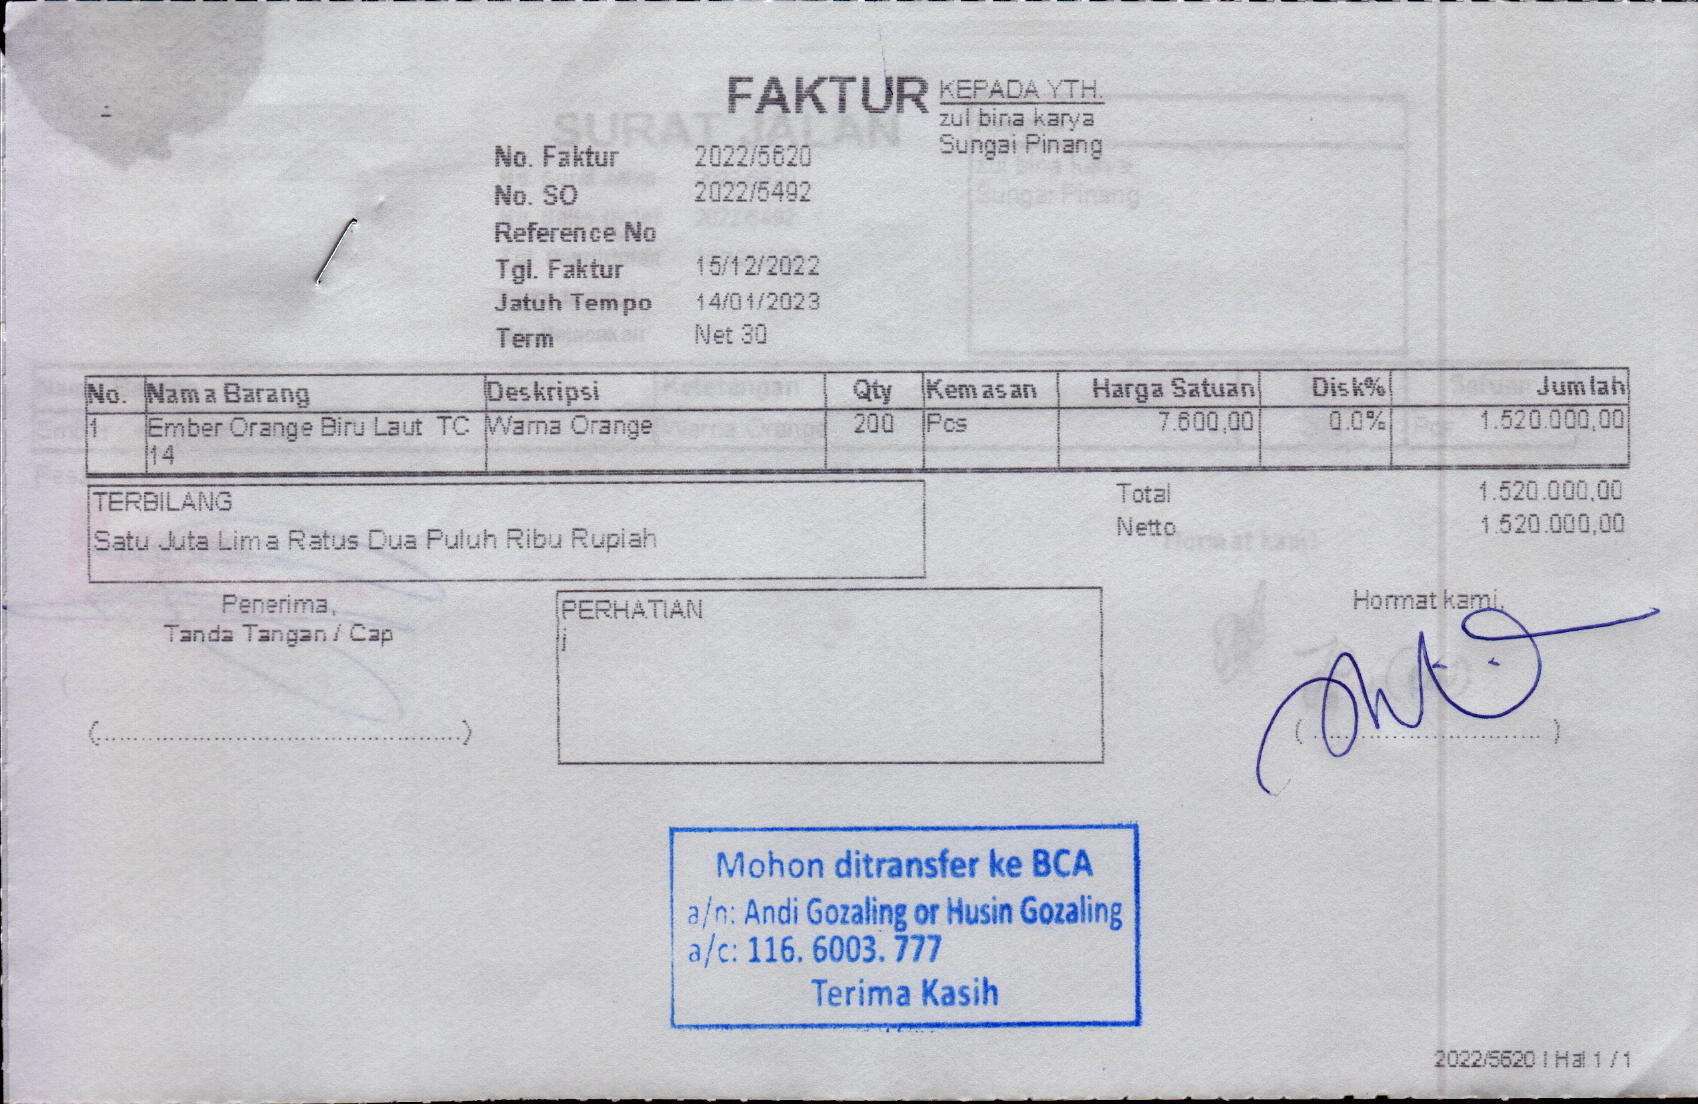 FAKTUR
KEPADA YTH.
zul bina karya
Sungai Pinang
No. Faktur 2022/5620
No. SO 2022/5492
Reference No
Tgl. Faktur 15/12/2022
Jatuh Tempo 14/01/2023
Term Net 30
No. Nama Barang Deskripsi Qty Kemasan Harga Satuan Disk% Jumlah
1 Ember Orange Biru Laut TC Warna Orange 200 Pcs 7.600,00 0.0% 1.520.000,00
14
TERBILANG
Satu Juta Lima Ratus Dua Puluh Ribu Rupiah
Total 1.520.000,00
Netto 1.520.000,00
Penerima,
Tanda Tangan / Cap
PERHATIAN
j
Hormat kami,
(......................................)
(..........................)
Mohon ditransfer ke BCA
a/n: Andi Gozaling or Husin Gozaling
a/c: 116. 6003. 777
Terima Kasih
2022/5620 | Hal 1 / 1
SURAT JALAN